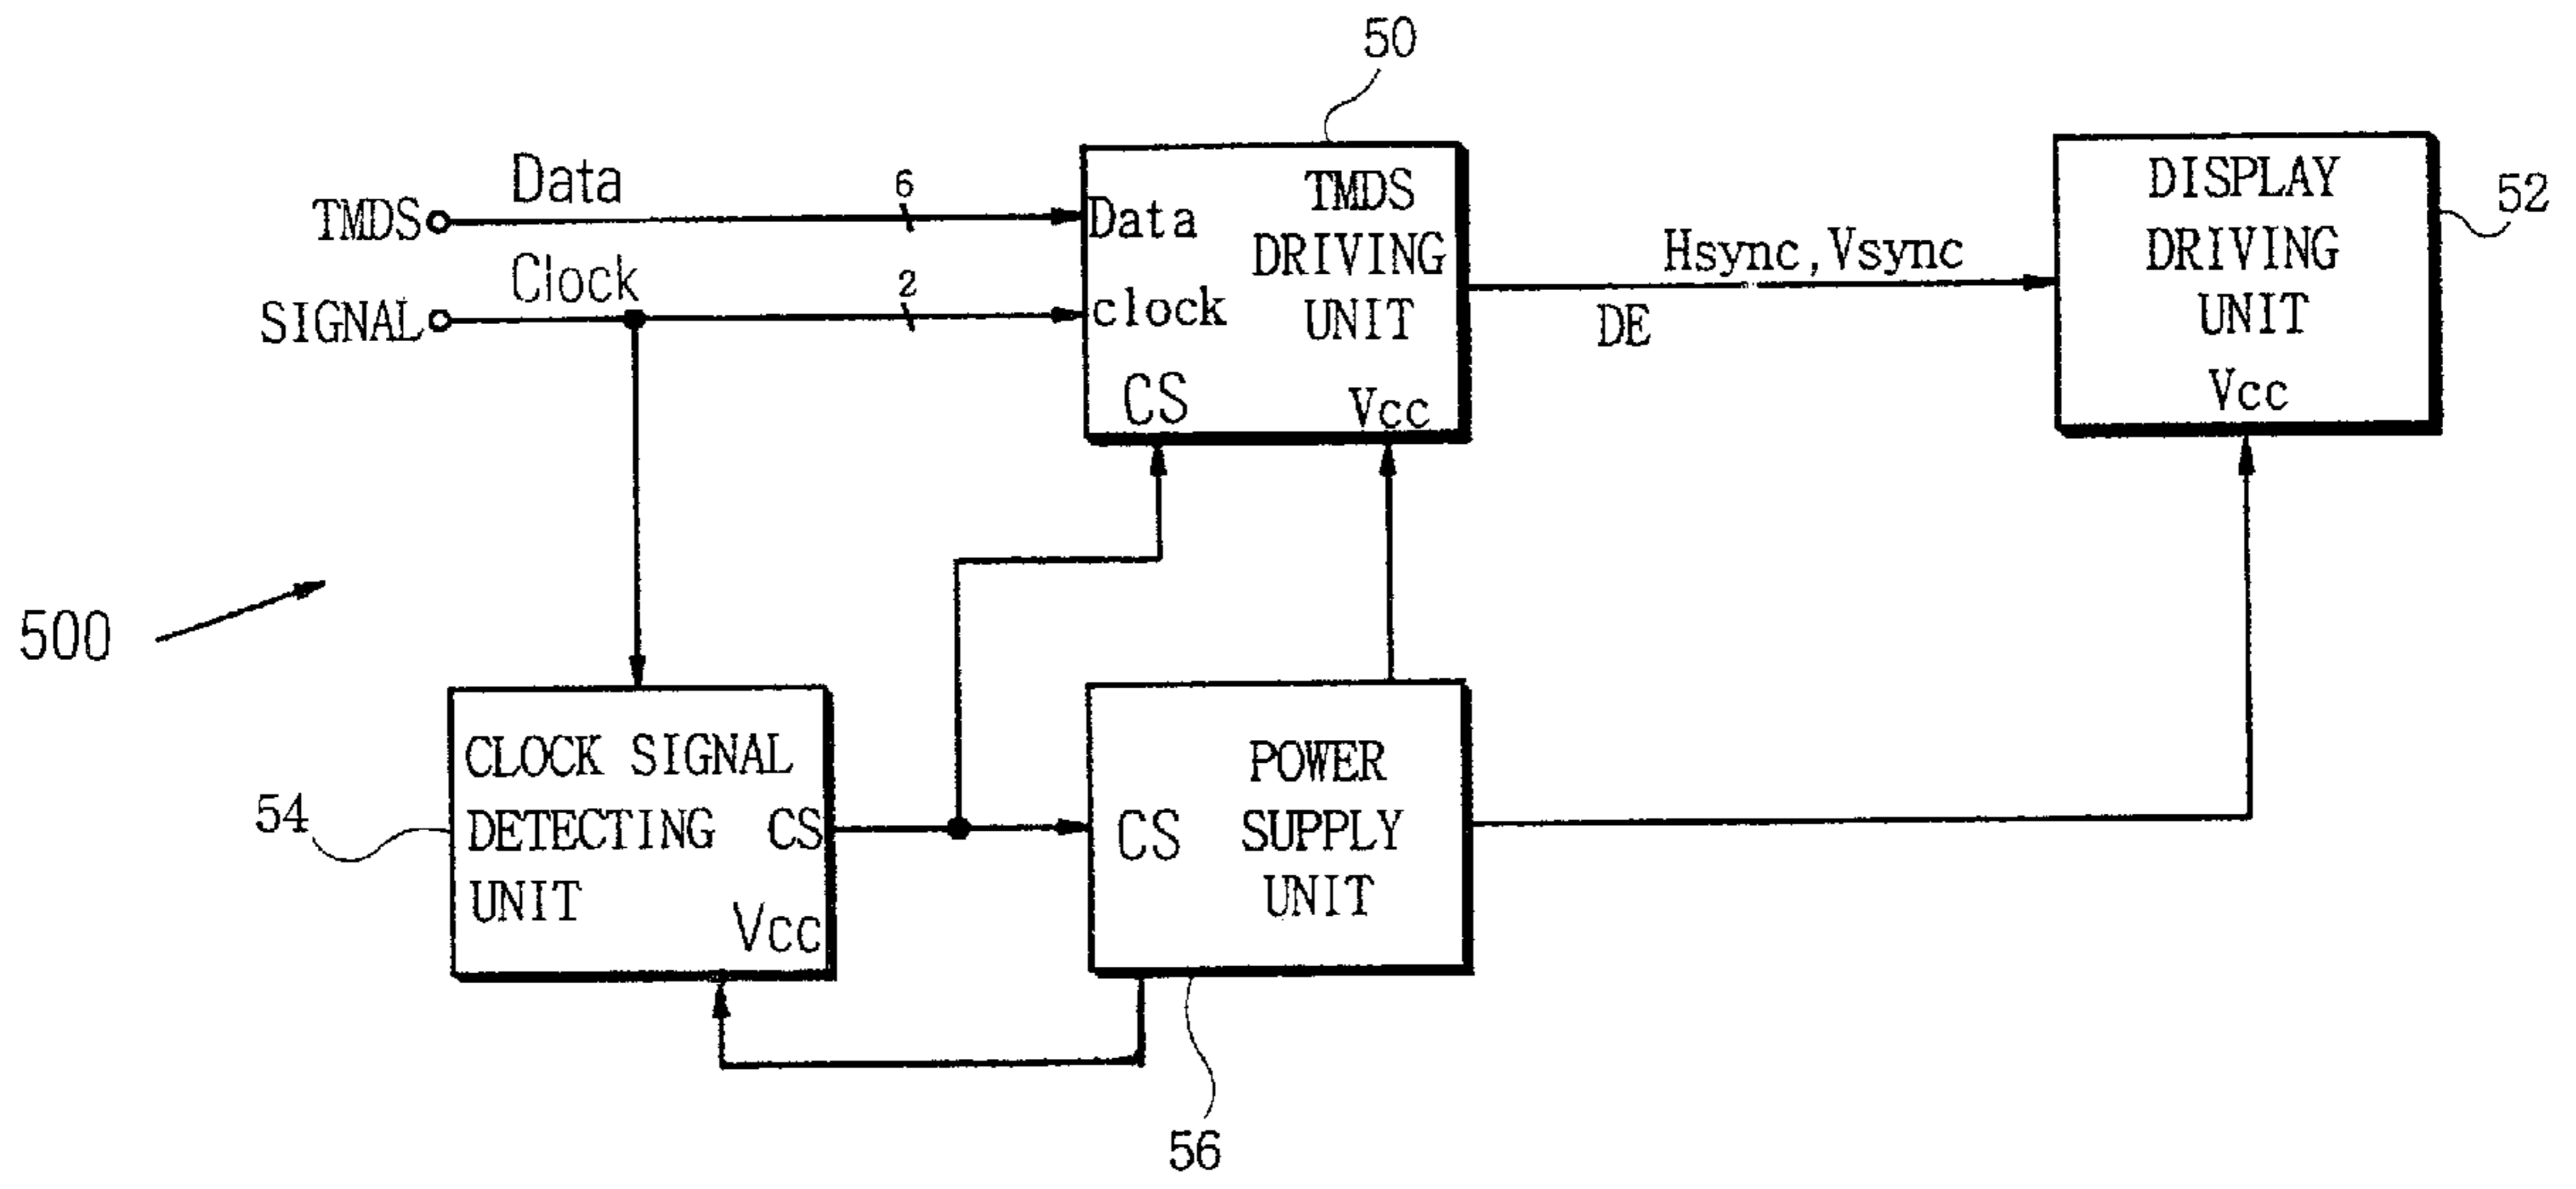 50
Data
6
TMDS
Clock
2
SIGNAL
Data
clock
TMDS
DRIVING
UNIT
CS
Vcc
Hsync,Vsync
DE
DISPLAY
DRIVING
UNIT
Vcc
52
500
54
CLOCK SIGNAL
DETECTING
UNIT
CS
Vcc
CS
POWER
SUPPLY
UNIT
56